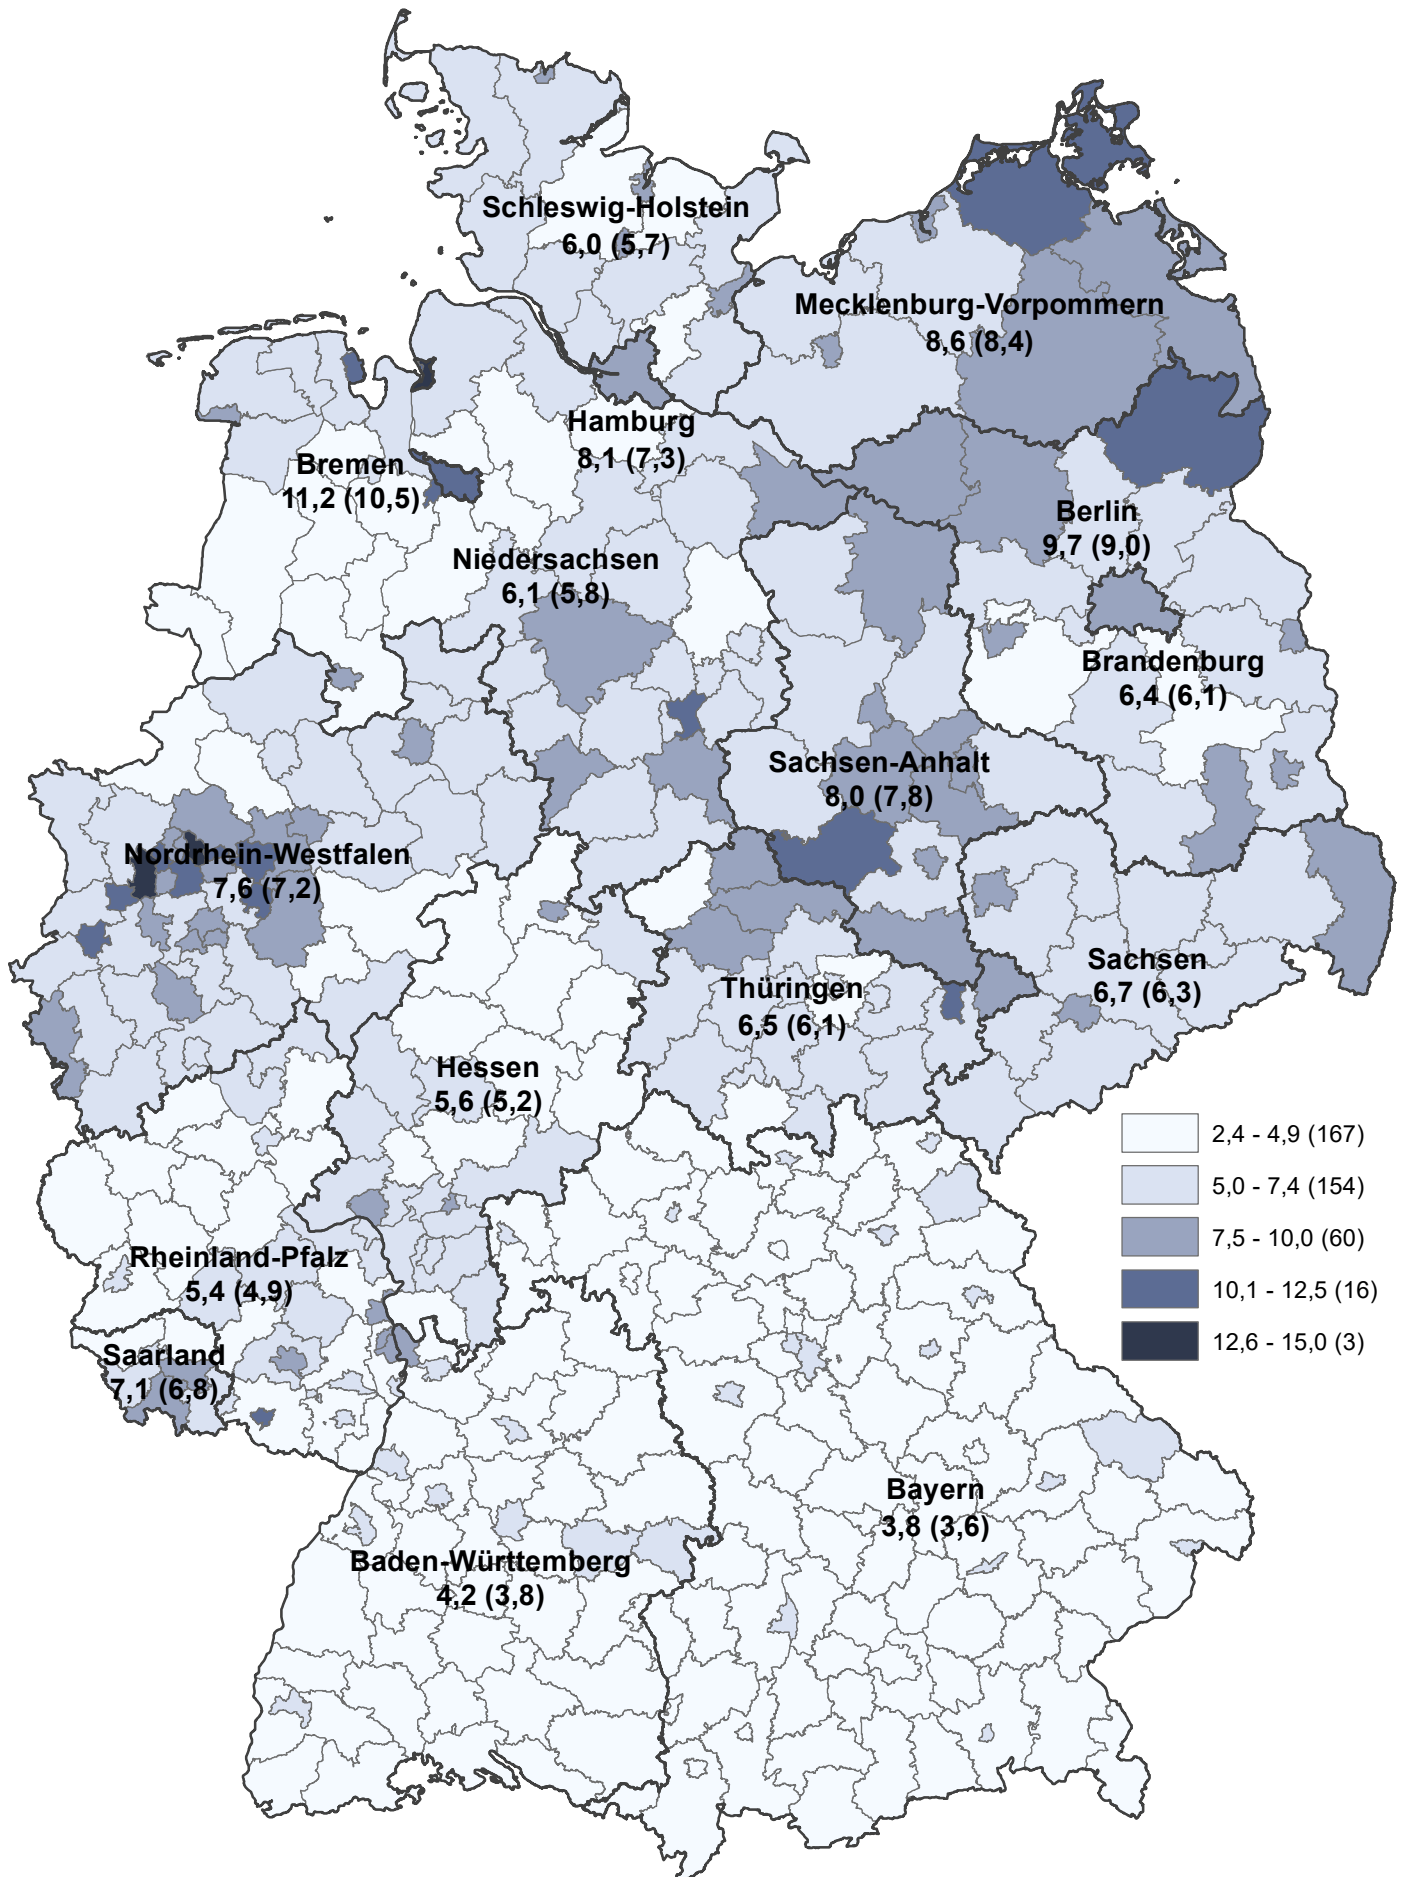 Schleswig-Holstein
6,0 (5,7)
Mecklenburg-Vorpommern
8,6 (8,4)
Hamburg
8,1 (7,3)
Bremen
11,2 (10,5)
Berlin
9,7 (9,0)
Niedersachsen
6,1 (5,8)
Brandenburg
6,4 (6,1)
Sachsen-Anhalt
8,0 (7,8)
Nordrhein-Westfalen
7,6 (7,2)
Sachsen
6,7 (6,3)
Thüringen
6,5 (6,1)
Hessen
5,6 (5,2)
2,4 - 4,9 (167)
5,0 - 7,4 (154)
7,5 - 10,0 (60)
10,1 - 12,5 (16)
12,6 - 15,0 (3)
Rheinland-Pfalz
5,4 (4,9)
Saarland
7,1 (6,8)
Bayern
3,8 (3,6)
Baden-Württemberg
4,2 (3,8)